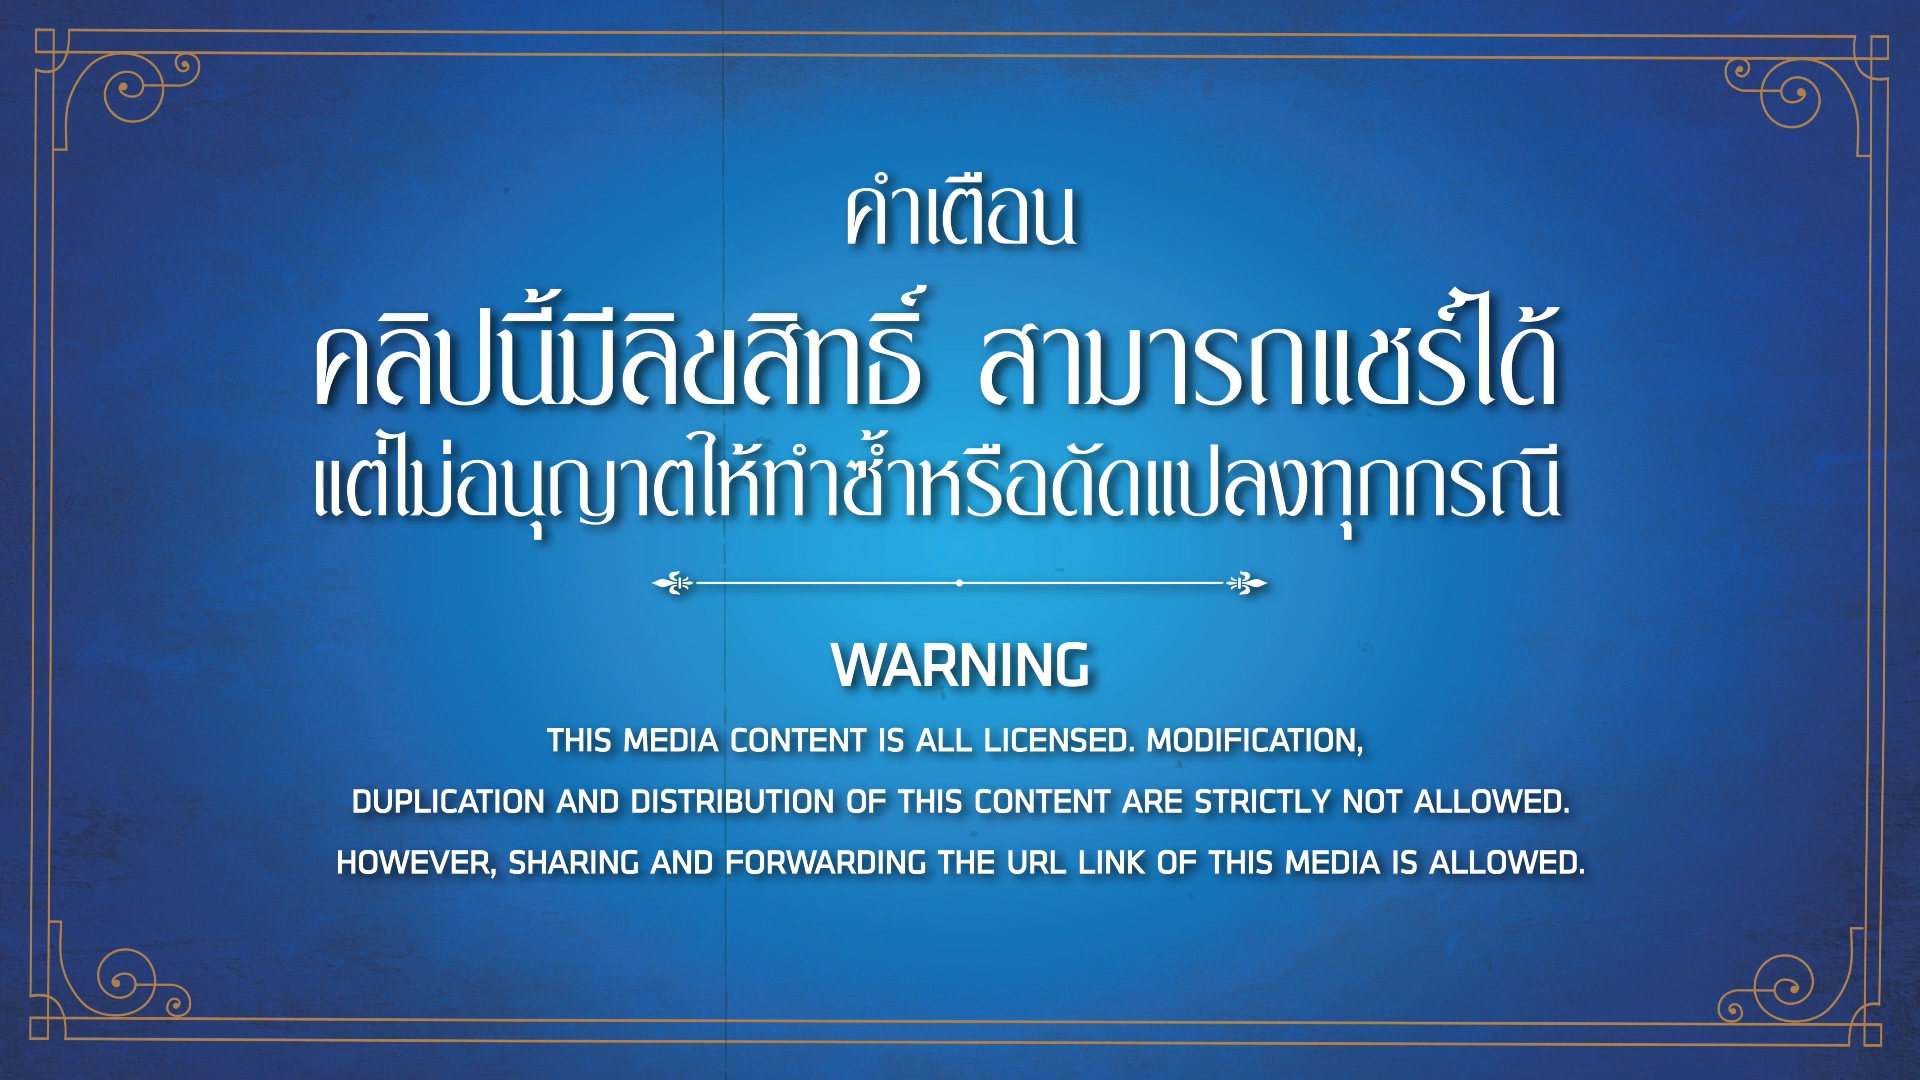 คำเตือน
คลิปนี้มีลิขสิทธิ์ สามารถแชร์ได้
แต่ไม่อนุญาตให้ทำซ้ำหรือดัดแปลงทุกกรณี
WARNING
THIS MEDIA CONTENT IS ALL LICENSED. MODIFICATION,
DUPLICATION AND DISTRIBUTION OF THIS CONTENT ARE STRICTLY NOT ALLOWED.
HOWEVER, SHARING AND FORWARDING THE URL LINK OF THIS MEDIA IS ALLOWED.